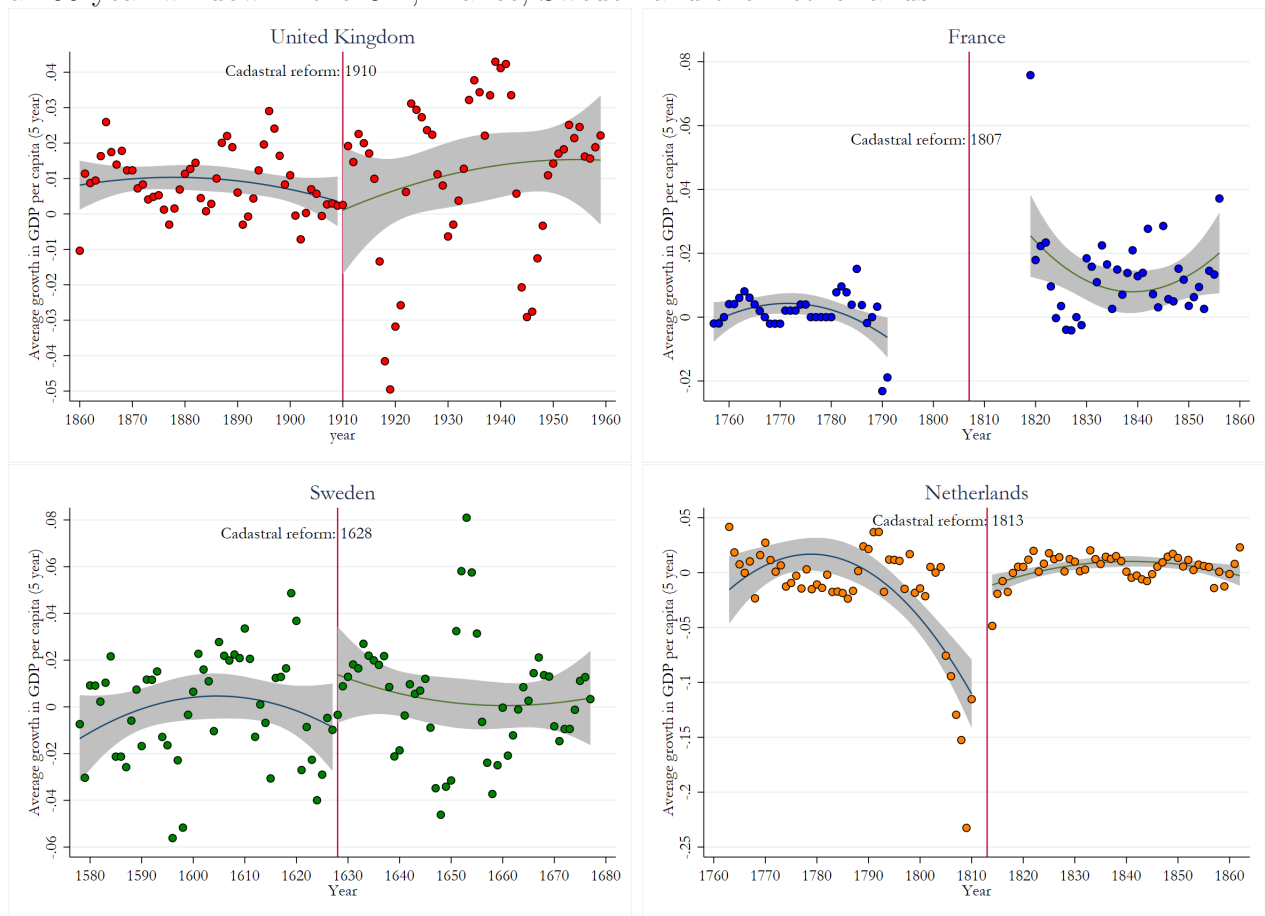 United Kingdom
Cadastral reform: 1910
Average growth in GDP per capita (5 year)
.04
.03
.02
.01
0
-.01
-.02
-.03
-.04
-.05
1860 1870 1880 1890 1900 1910 1920 1930 1940 1950 1960
year
France
Cadastral reform: 1807
Average growth in GDP per capita (5 year)
.08
.06
.04
.02
0
-.02
1760 1770 1780 1790 1800 1810 1820 1830 1840 1850 1860
Year
Sweden
Cadastral reform: 1628
Average growth in GDP per capita (5 year)
.08
.06
.04
.02
0
-.02
-.04
-.06
1580 1590 1600 1610 1620 1630 1640 1650 1660 1670 1680
Year
Netherlands
Cadastral reform: 1813
Average growth in GDP per capita (5 year)
.05
0
-.05
-.1
-.15
-.2
-.25
1760 1770 1780 1790 1800 1810 1820 1830 1840 1850 1860
Year